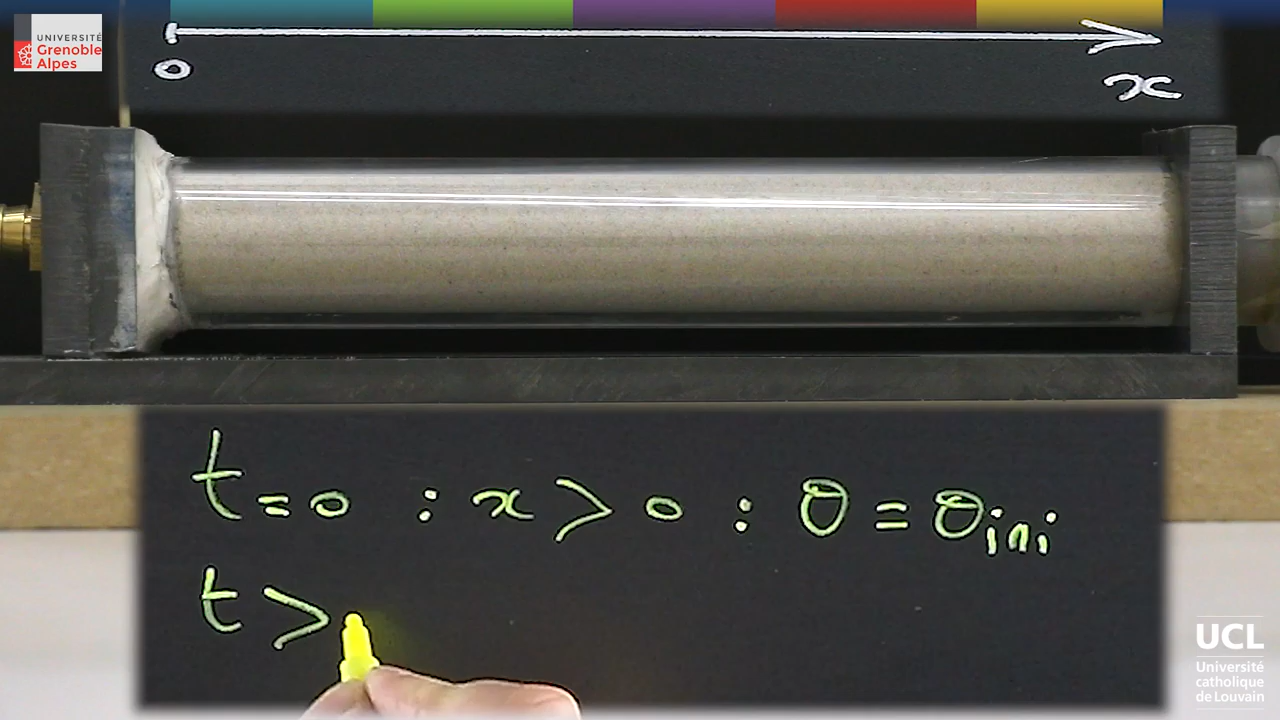 UNIVERSITÉ
Grenoble
Alpes
0
x
t=0 : x > 0 : θ = θini
t >
UCL
Université
catholique
de Louvain